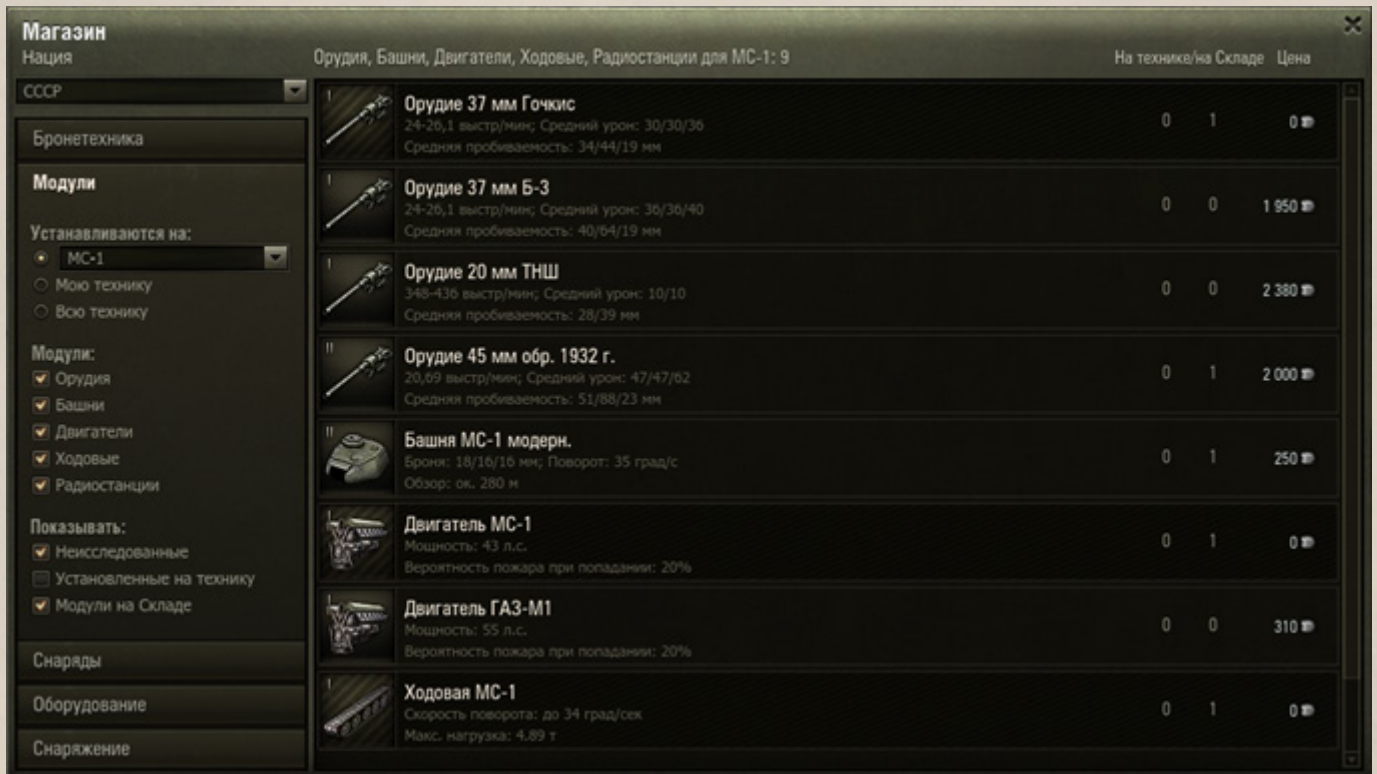 Магазин
Нация
Орудия, Башни, Двигатели, Ходовые, Радиостанции для МС-1: 9
На технике/на Складе Цена
СССР
Бронетехника
Модули
Устанавливаются на:
МС-1
Мою технику
Всю технику
Модули:
Орудия
Башни
Двигатели
Ходовые
Радиостанции
Показывать:
Неисследованные
Установленные на технику
Модули на Складе
Снаряды
Оборудование
Снаряжение
I
Орудие 37 мм Гочкис
24-26,1 выстр/мин; Средний урон: 30/30/36
Средняя пробиваемость: 34/44/19 мм
0 1 0
I
Орудие 37 мм Б-3
24-26,1 выстр/мин; Средний урон: 36/36/40
Средняя пробиваемость: 40/64/19 мм
0 0 1 950
I
Орудие 20 мм ТНШ
348-436 выстр/мин; Средний урон: 10/10
Средняя пробиваемость: 28/39 мм
0 0 2 380
II
Орудие 45 мм обр. 1932 г.
20,69 выстр/мин; Средний урон: 47/47/62
Средняя пробиваемость: 51/88/23 мм
0 1 2 000
II
Башня МС-1 модерн.
Броня: 18/16/16 мм; Поворот: 35 град/с
Обзор: ок. 280 м
0 1 250
I
Двигатель МС-1
Мощность: 43 л.с.
Вероятность пожара при попадании: 20%
0 1 0
Двигатель ГАЗ-М1
Мощность: 55 л.с.
Вероятность пожара при попадании: 20%
0 0 310
I
Ходовая МС-1
Скорость поворота: до 34 град/сек
Макс. нагрузка: 4.89 т
0 1 0